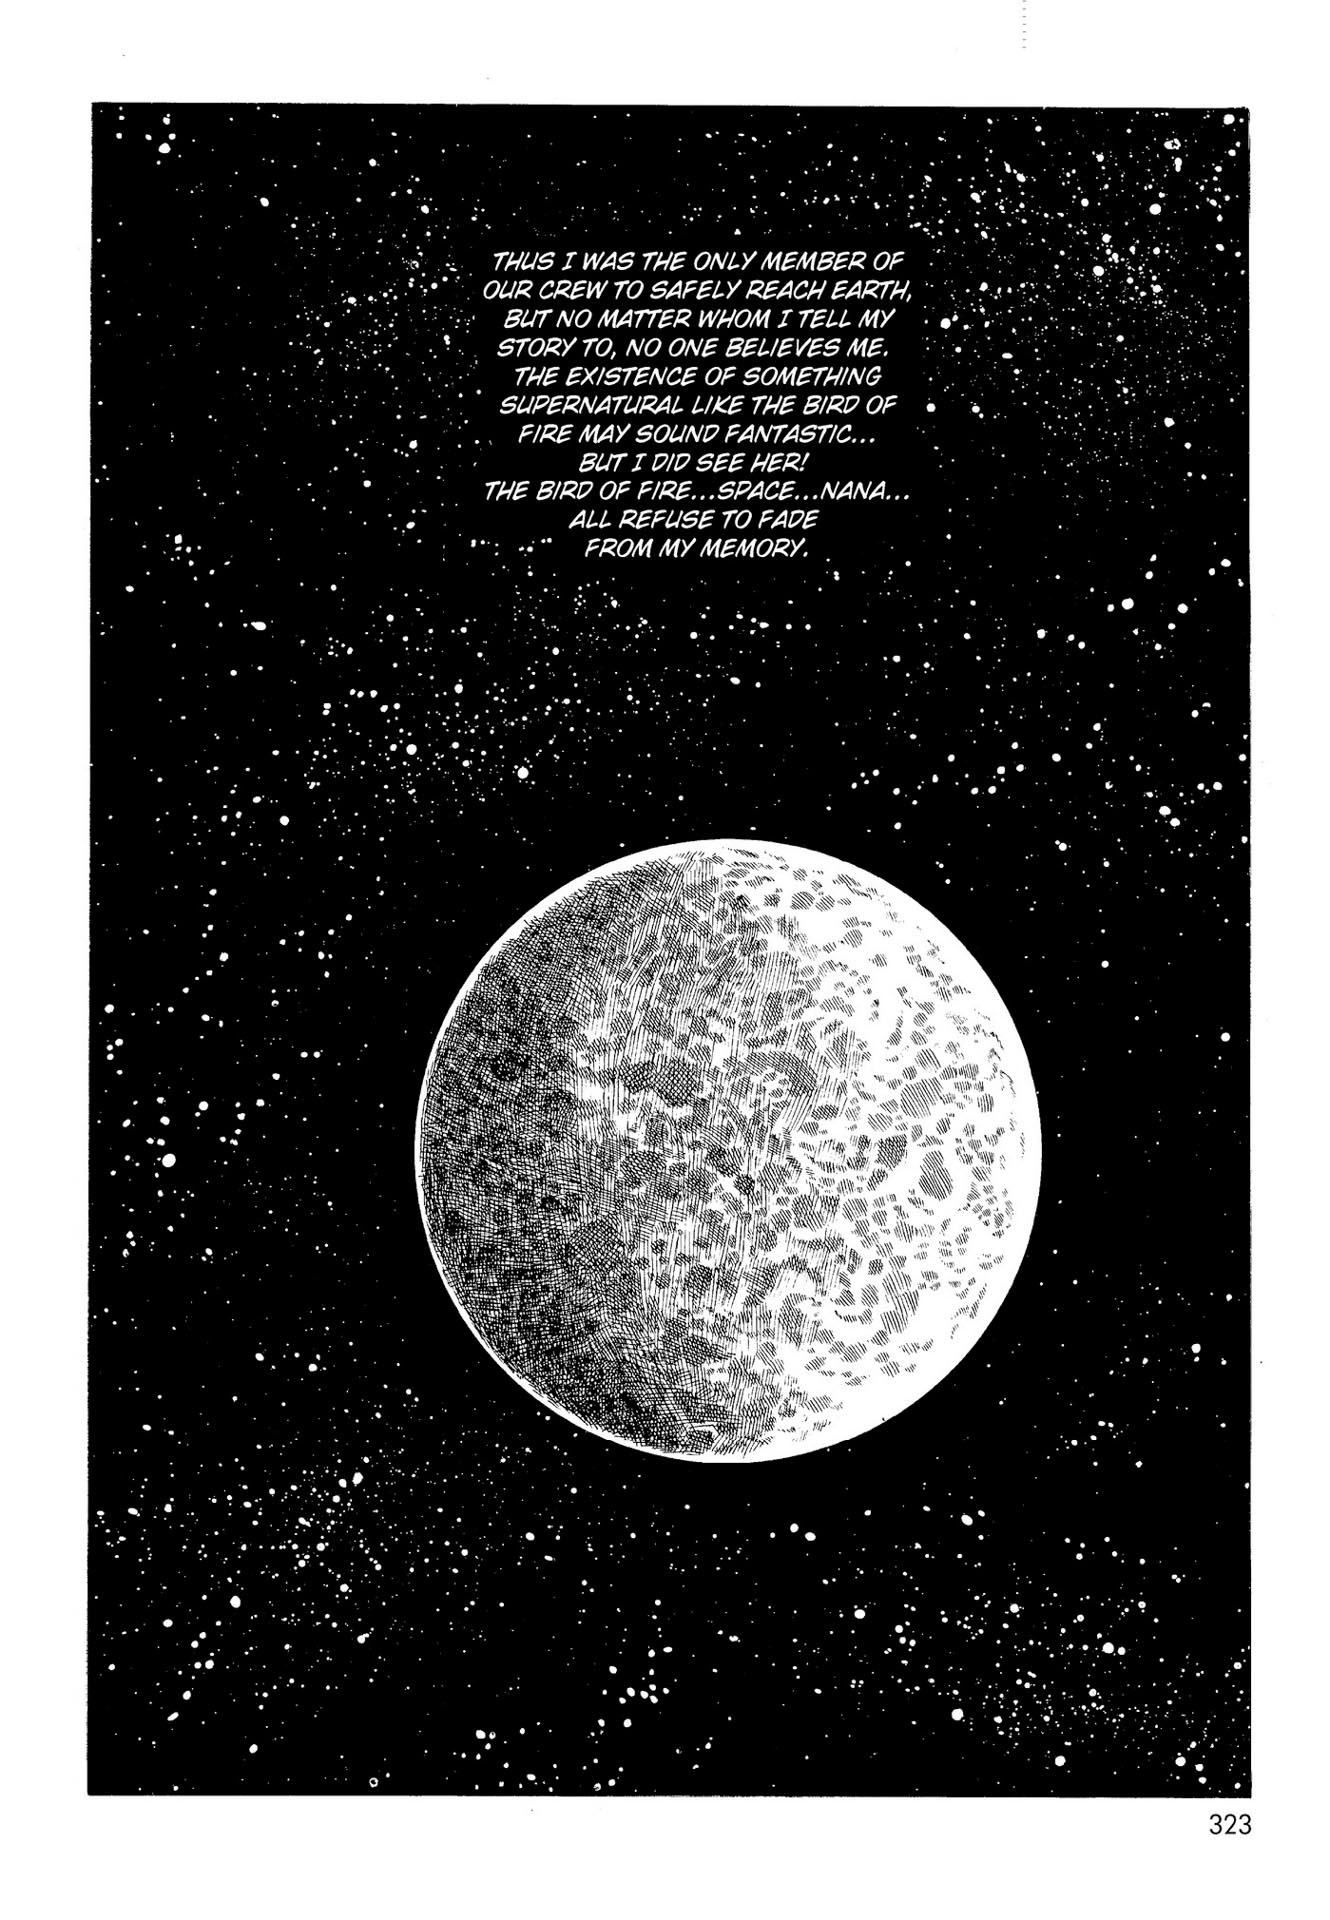 THUS I WAS THE ONLY MEMBER OF
OUR CREW TO SAFELY REACH EARTH,
BUT NO MATTER WHOM I TELL MY
STORY TO, NO ONE BELIEVES ME.
THE EXISTENCE OF SOMETHING
SUPERNATURAL LIKE THE BIRD OF
FIRE MAY SOUND FANTASTIC...
BUT I DID SEE HER!
THE BIRD OF FIRE...SPACE...NANA...
ALL REFUSE TO FADE
FROM MY MEMORY.
323